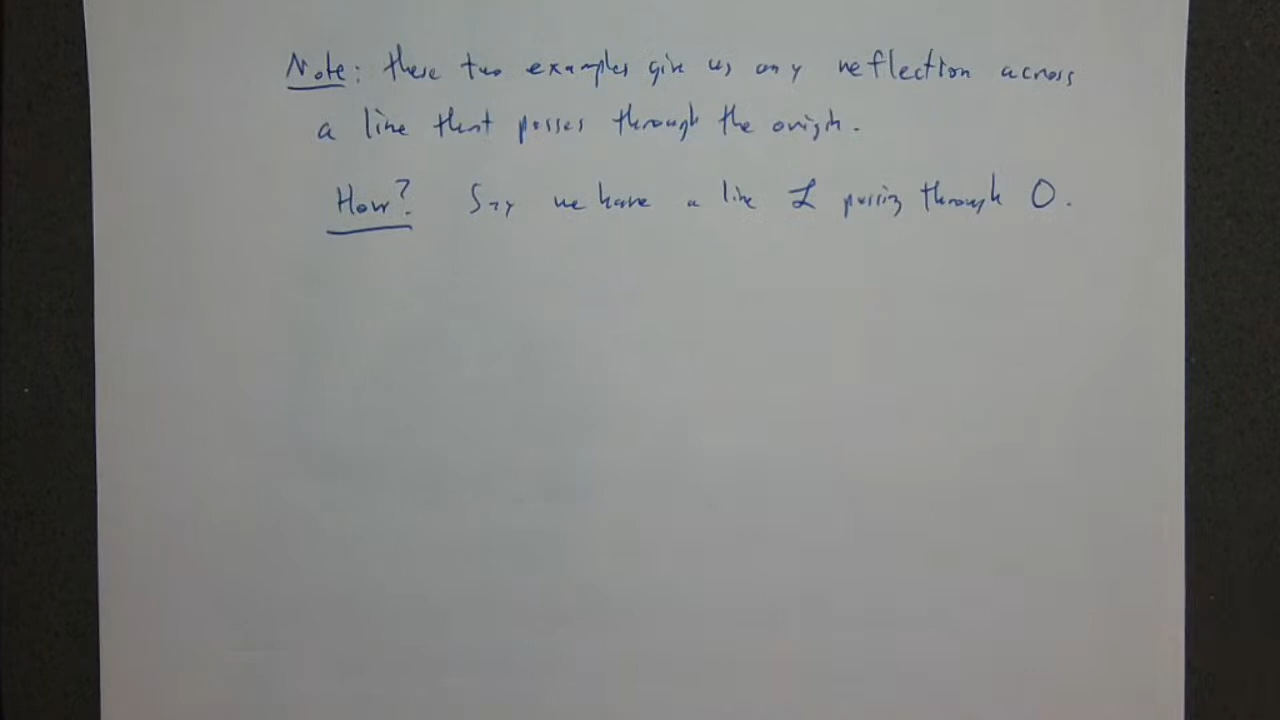 Note: these two examples give us any reflection across
a line that passes through the origin.
How? Say we have a line L passing through O.